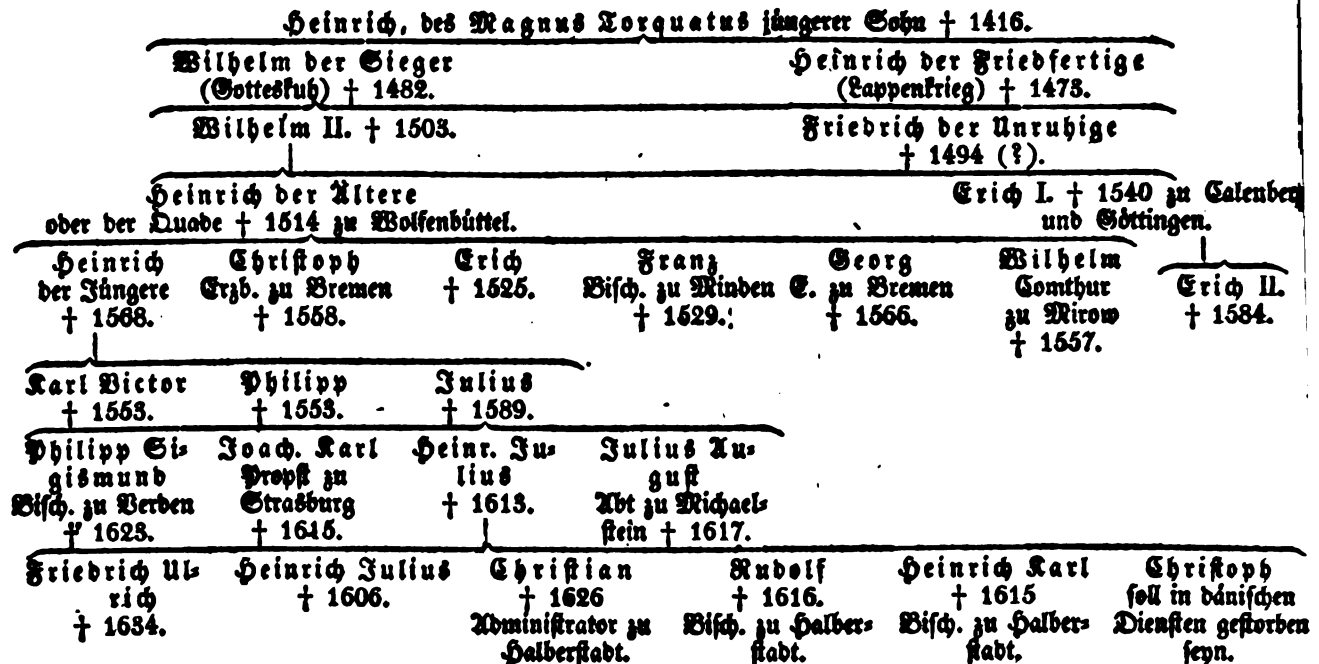 Heinrich, des Magnus Torquatus jüngerer Sohn † 1416.
Wilhelm der Sieger Heinrich der Friedfertige
(Gotteskuh) † 1482. (Lappenkrieg) † 1473.
Wilhelm II. † 1503. Friedrich der Unruhige
† 1494 (?).
Heinrich der Ältere Erich I. † 1540 zu Calenberg
oder der Quade † 1514 zu Wolfenbüttel. und Göttingen.
Heinrich Christoph Erich Franz Georg Wilhelm
der Jüngere Erzb. zu Bremen † 1525. Bisch. zu Minden E. zu Bremen Comthur Erich II.
† 1568. † 1558. † 1529. † 1566. zu Mirow † 1584.
† 1557.
Karl Victor Philipp Julius
† 1553. † 1553. † 1589.
Philipp Si- Joach. Karl Heinr. Ju- Julius Au-
gismund Propst zu lius gust
Bisch. zu Verden Strasburg † 1613. Abt zu Michael-
† 1623. † 1615. stein † 1617.
Friedrich Ul- Heinrich Julius Christian Rudolf Heinrich Karl Christoph
rich † 1606. † 1626 † 1616. † 1615 soll in dänischen
† 1634. Administrator zu Bisch. zu Halber- Bisch. zu Halber- Diensten gestorben
Halberstadt. stadt. stadt. seyn.